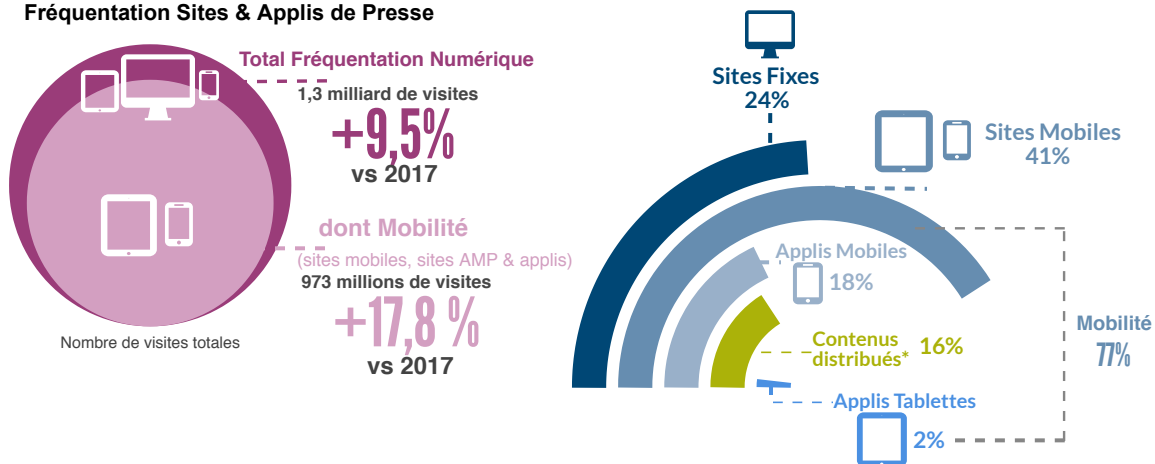 Fréquentation Sites & Applis de Presse
Total Fréquentation Numérique
1,3 milliard de visites
+9,5%
vs 2017
dont Mobilité
(sites mobiles, sites AMP & applis)
973 millions de visites
+17,8 %
vs 2017
Nombre de visites totales
Sites Fixes
24%
Sites Mobiles
41%
Applis Mobiles
18%
Contenus
distribués*
16%
Applis Tablettes
2%
Mobilité
77%